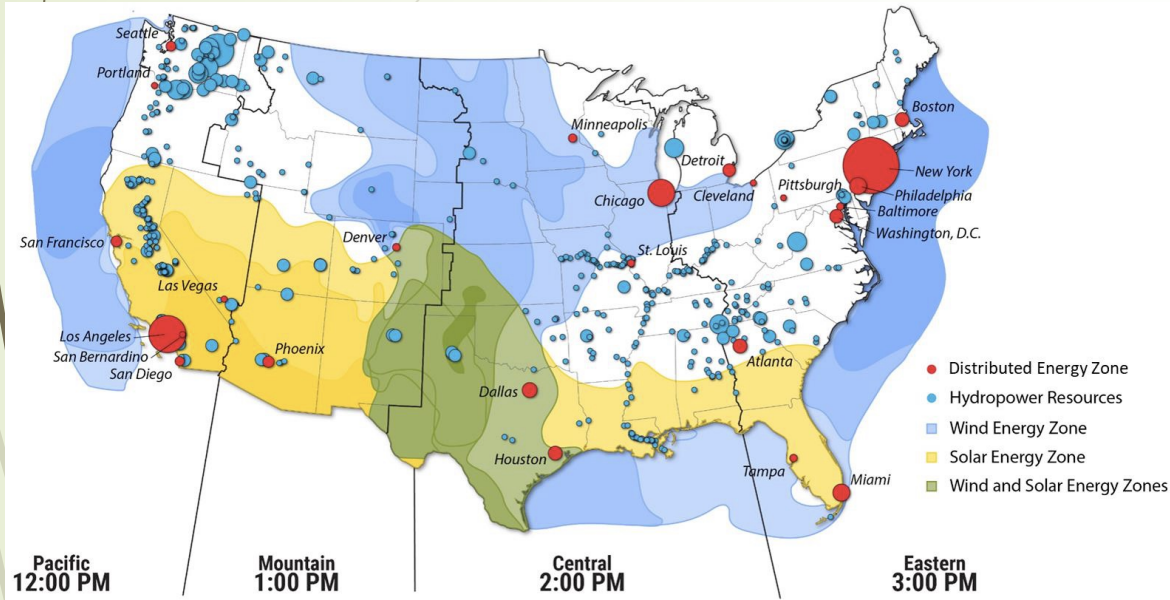 Seattle
Portland
Minneapolis
Boston
Detroit
New York
Chicago
Cleveland
Pittsburgh
Philadelphia
Baltimore
Washington, D.C.
San Francisco
Denver
St. Louis
Las Vegas
Los Angeles
San Bernardino
San Diego
Phoenix
Atlanta
Dallas
Houston
Tampa
Miami
Distributed Energy Zone
Hydropower Resources
Wind Energy Zone
Solar Energy Zone
Wind and Solar Energy Zones
Pacific
12:00 PM
Mountain
1:00 PM
Central
2:00 PM
Eastern
3:00 PM